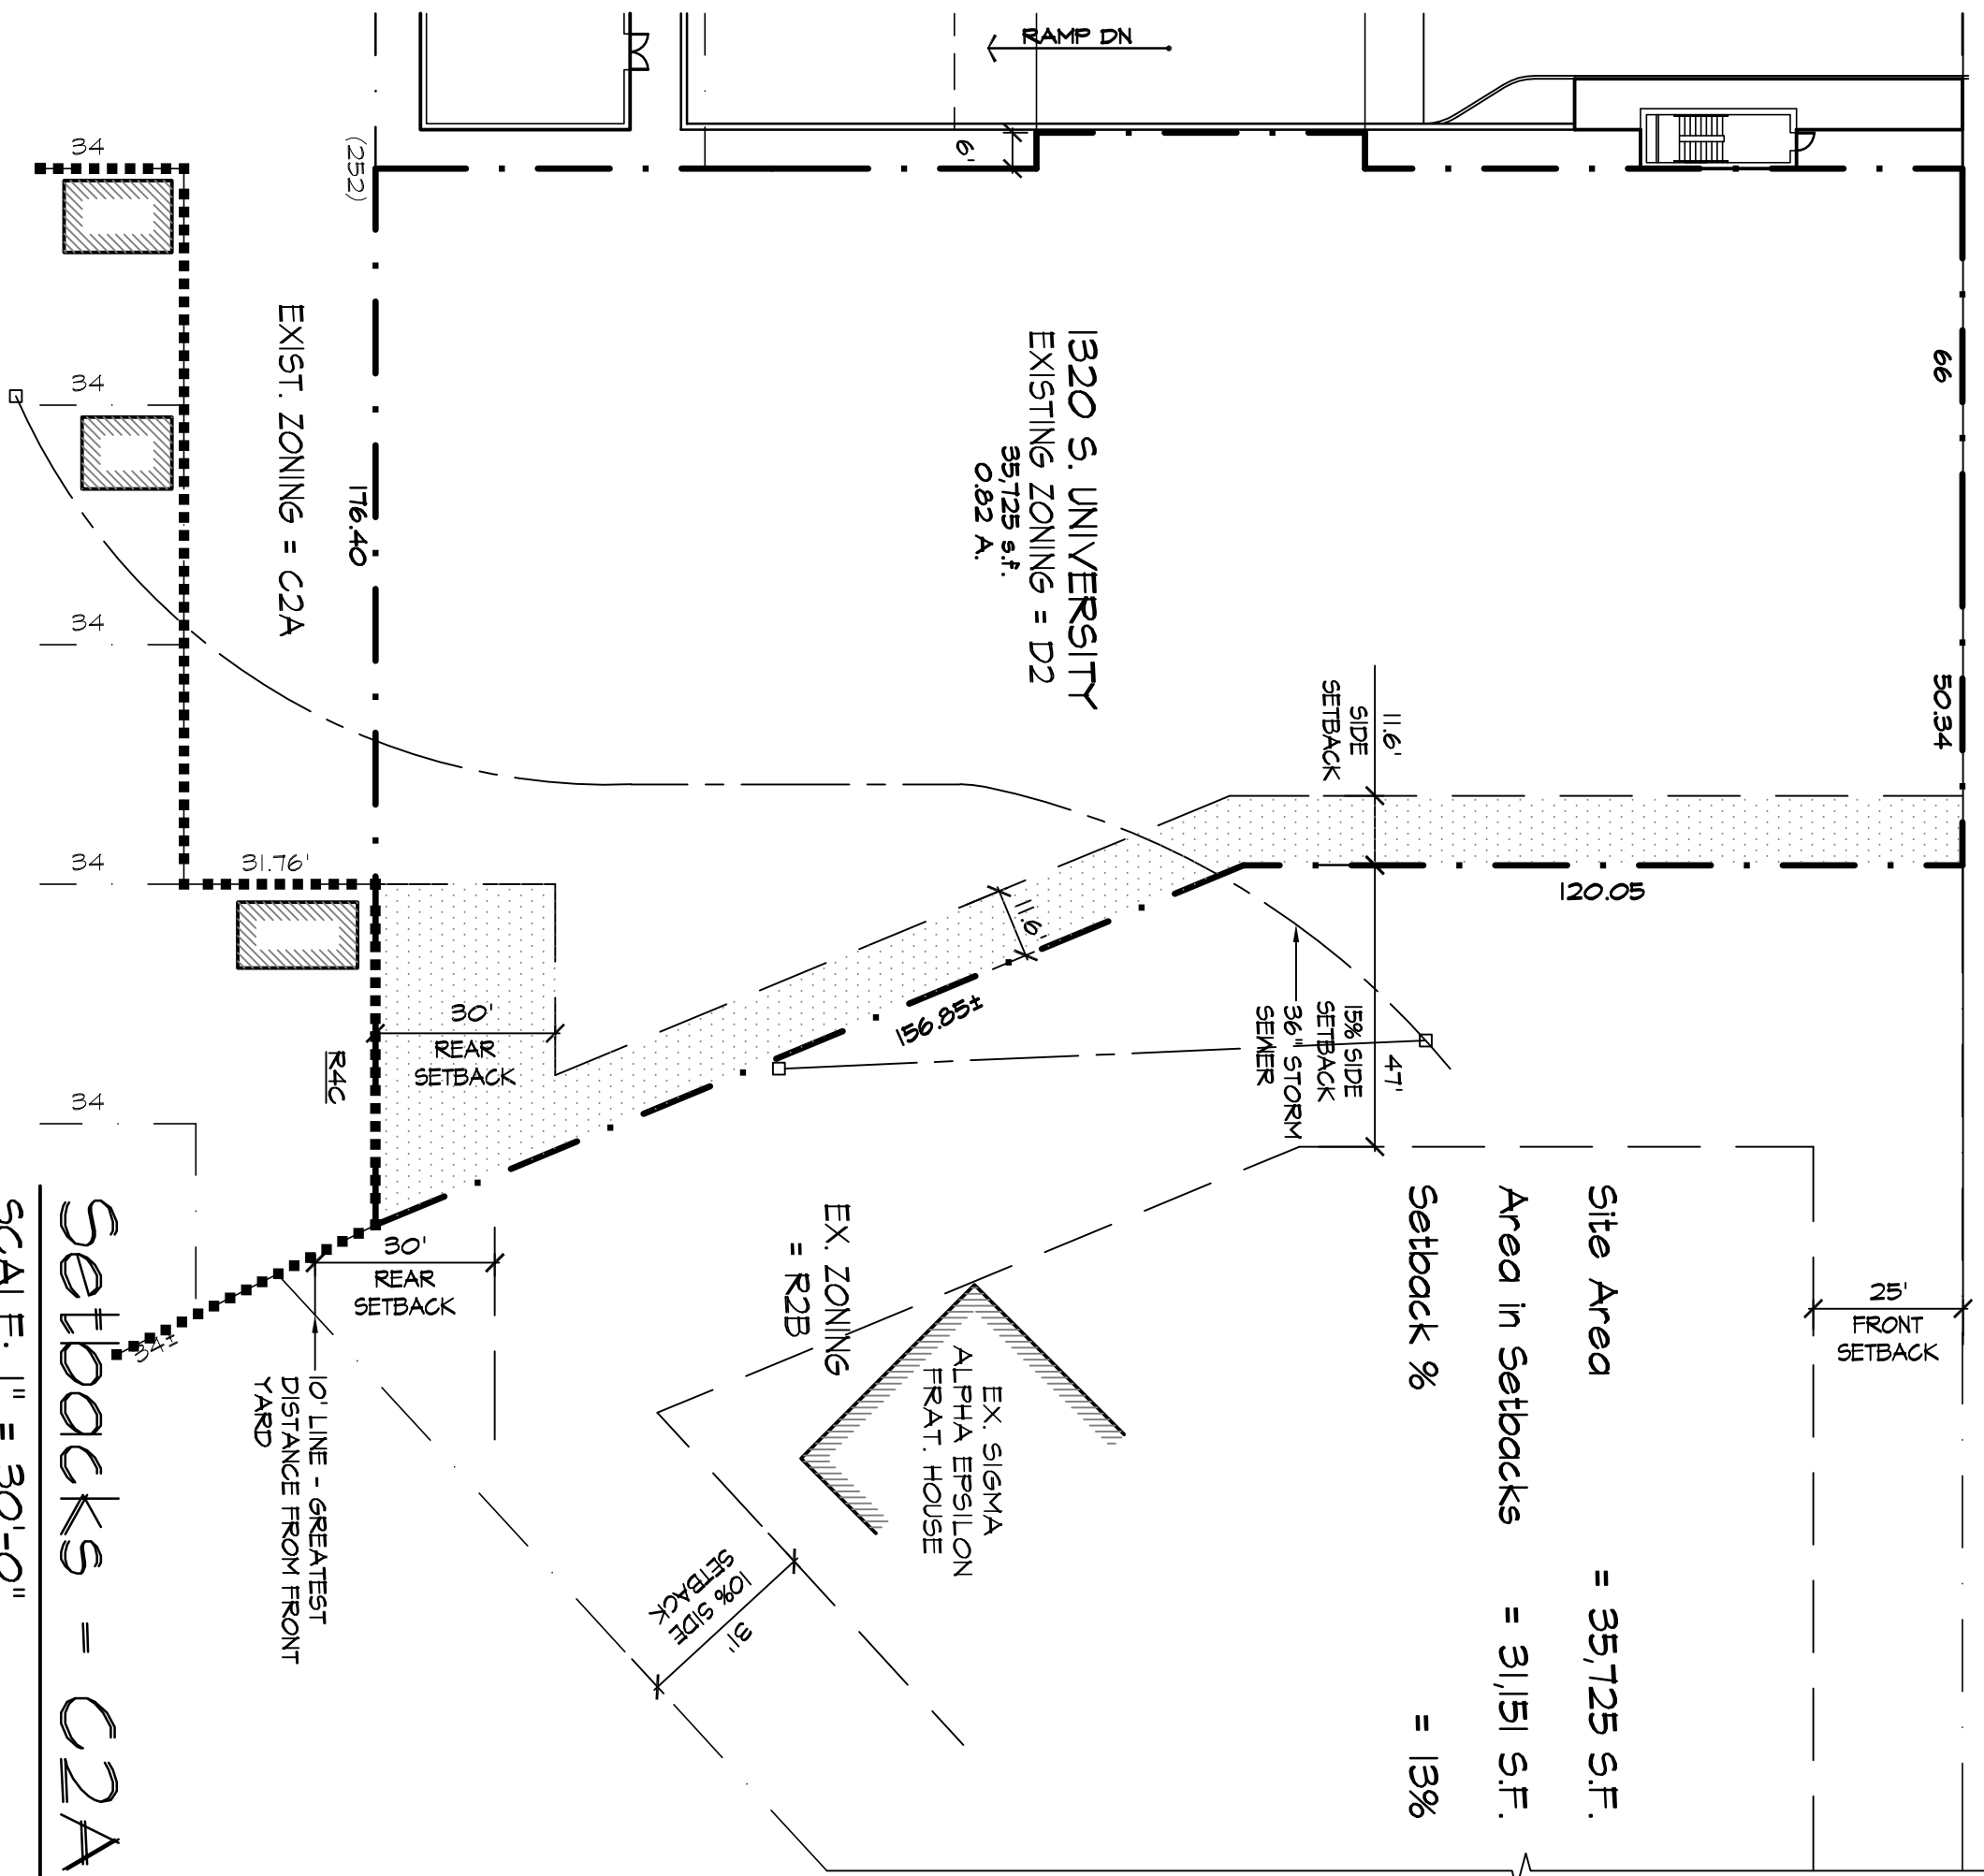 RAMP DN
6'
66
50.34
(252)
34
34
34
34
34
34±
EXIST. ZONING = C2A
176.40
1320 S. UNIVERSITY
EXISTING ZONING = D2
35,725 s.f.
0.82 A.
11.6'
SIDE
SETBACK
120.05
11.6'
156.85±
31.76'
30'
REAR
SETBACK
R4C
47'
15% SIDE
SETBACK
36" STORM
SEWER
30'
REAR
SETBACK
10' LINE - GREATEST
DISTANCE FROM FRONT
YARD
EX. ZONING
= R2B
EX. SIGMA
ALPHA EPSILON
FRAT. HOUSE
31'
10% SIDE
SETBACK
25'
FRONT
SETBACK
Site Area = 35,725 S.F.
Area in Setbacks = 31,151 S.F.
Setback % = 13%
Setbacks = C2A
SCALE: 1" = 30'-0"